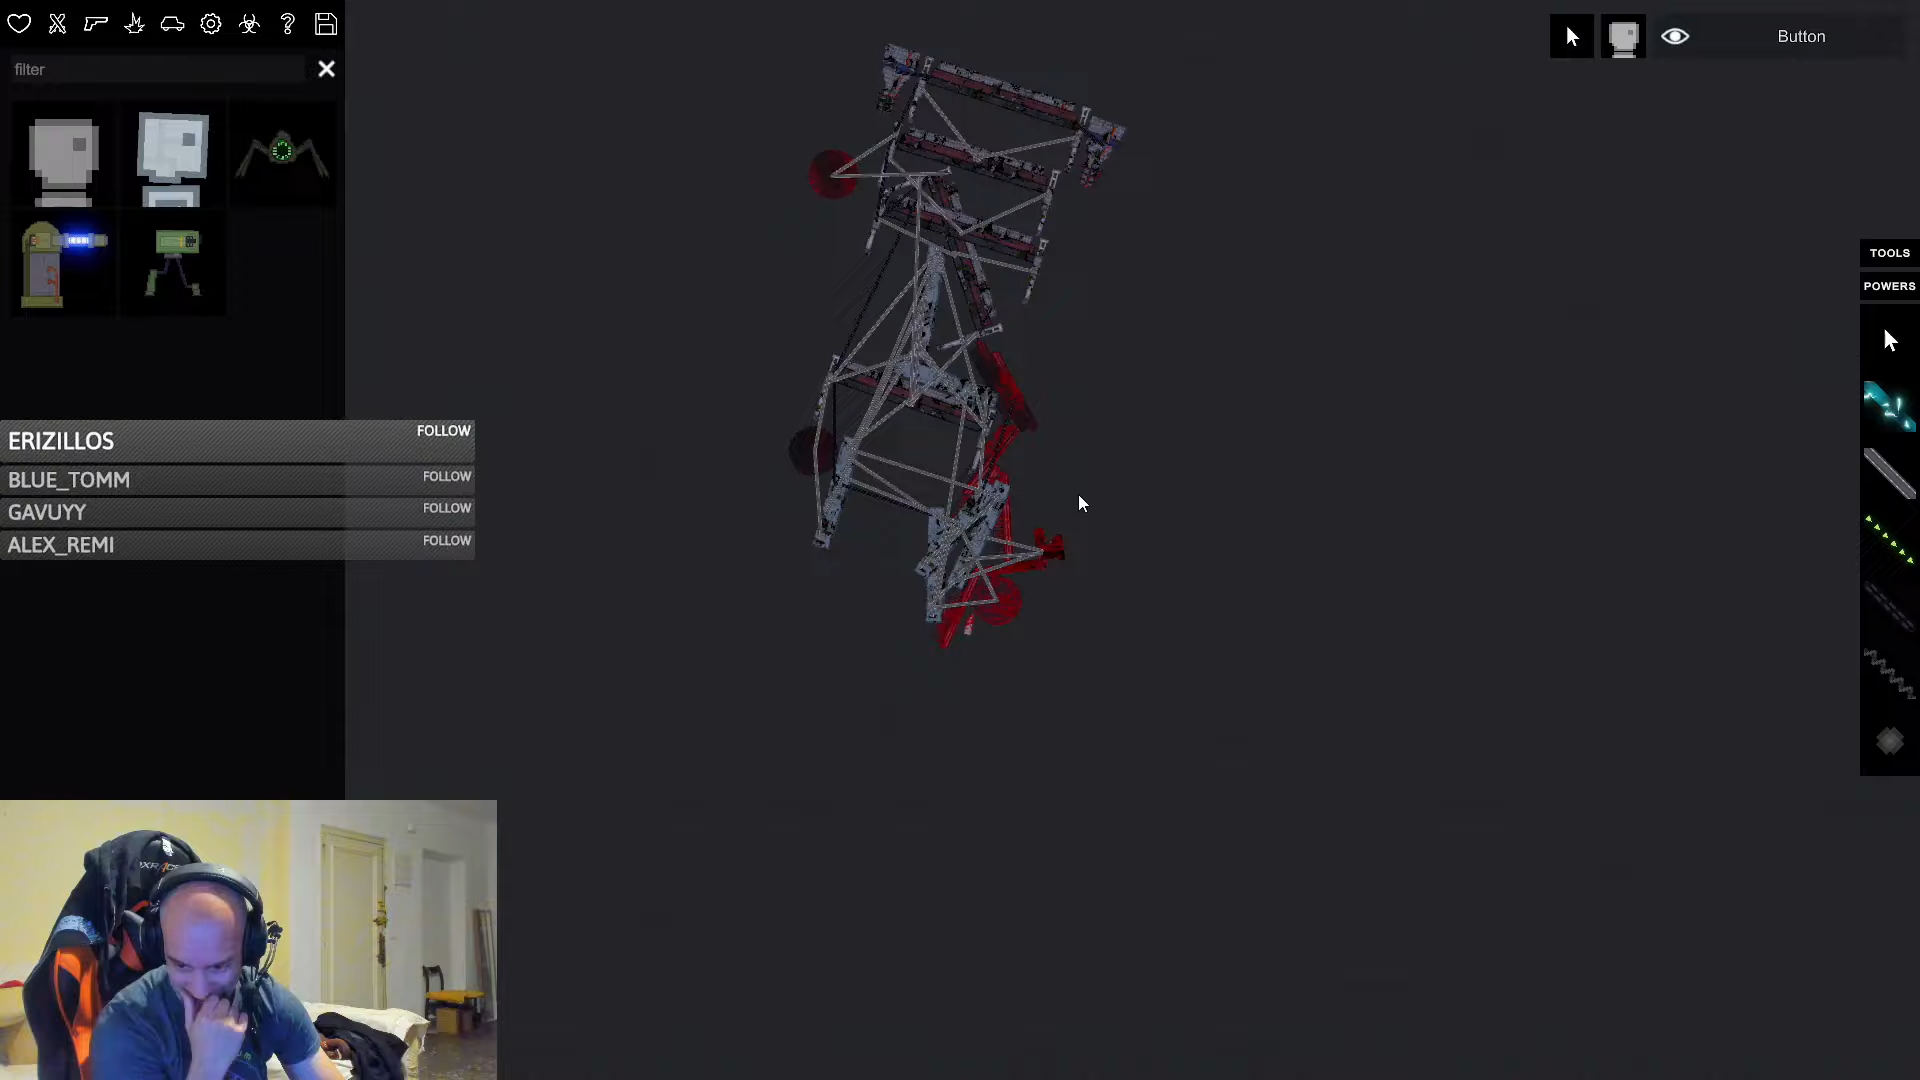 filter
Button
TOOLS
POWERS
ERIZILLOS FOLLOW
BLUE_TOMM FOLLOW
GAVUYY FOLLOW
ALEX_REMI FOLLOW